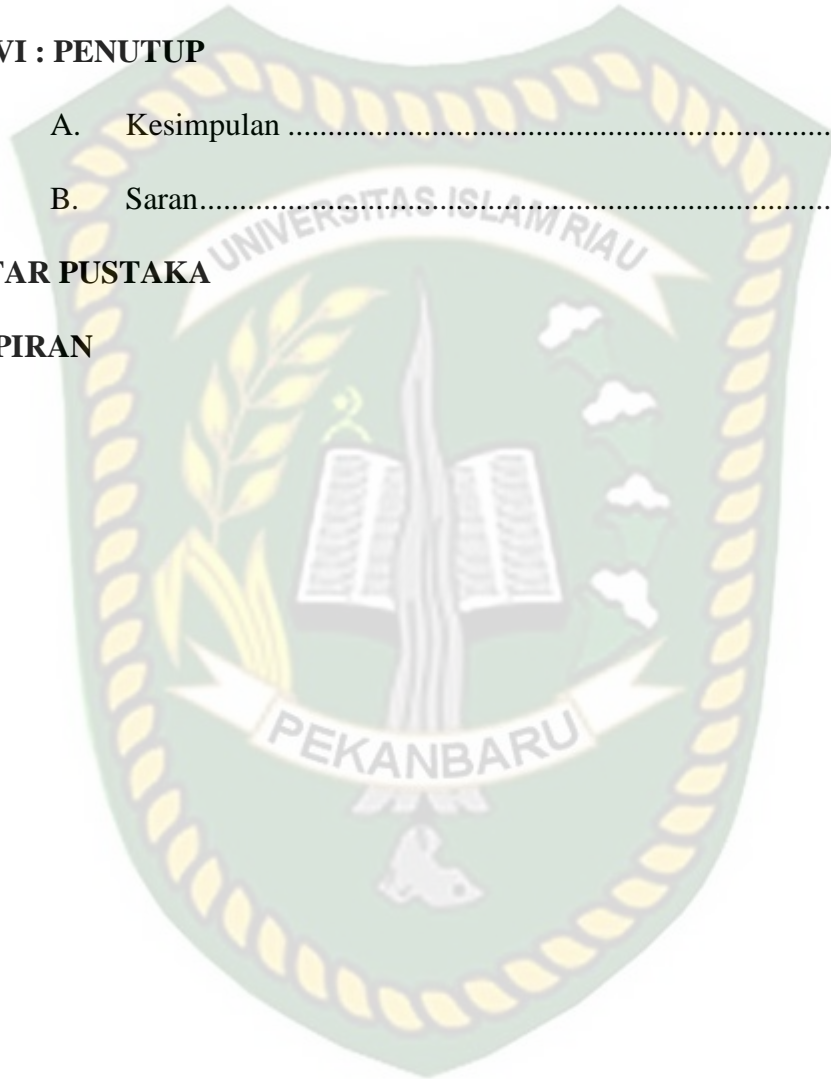 VI : PENUTUP
A. Kesimpulan ....................................................................
B. Saran...............................................................................
UNIVERSITAS ISLAM RIAU
TAR PUSTAKA
PIRAN
PEKANBARU